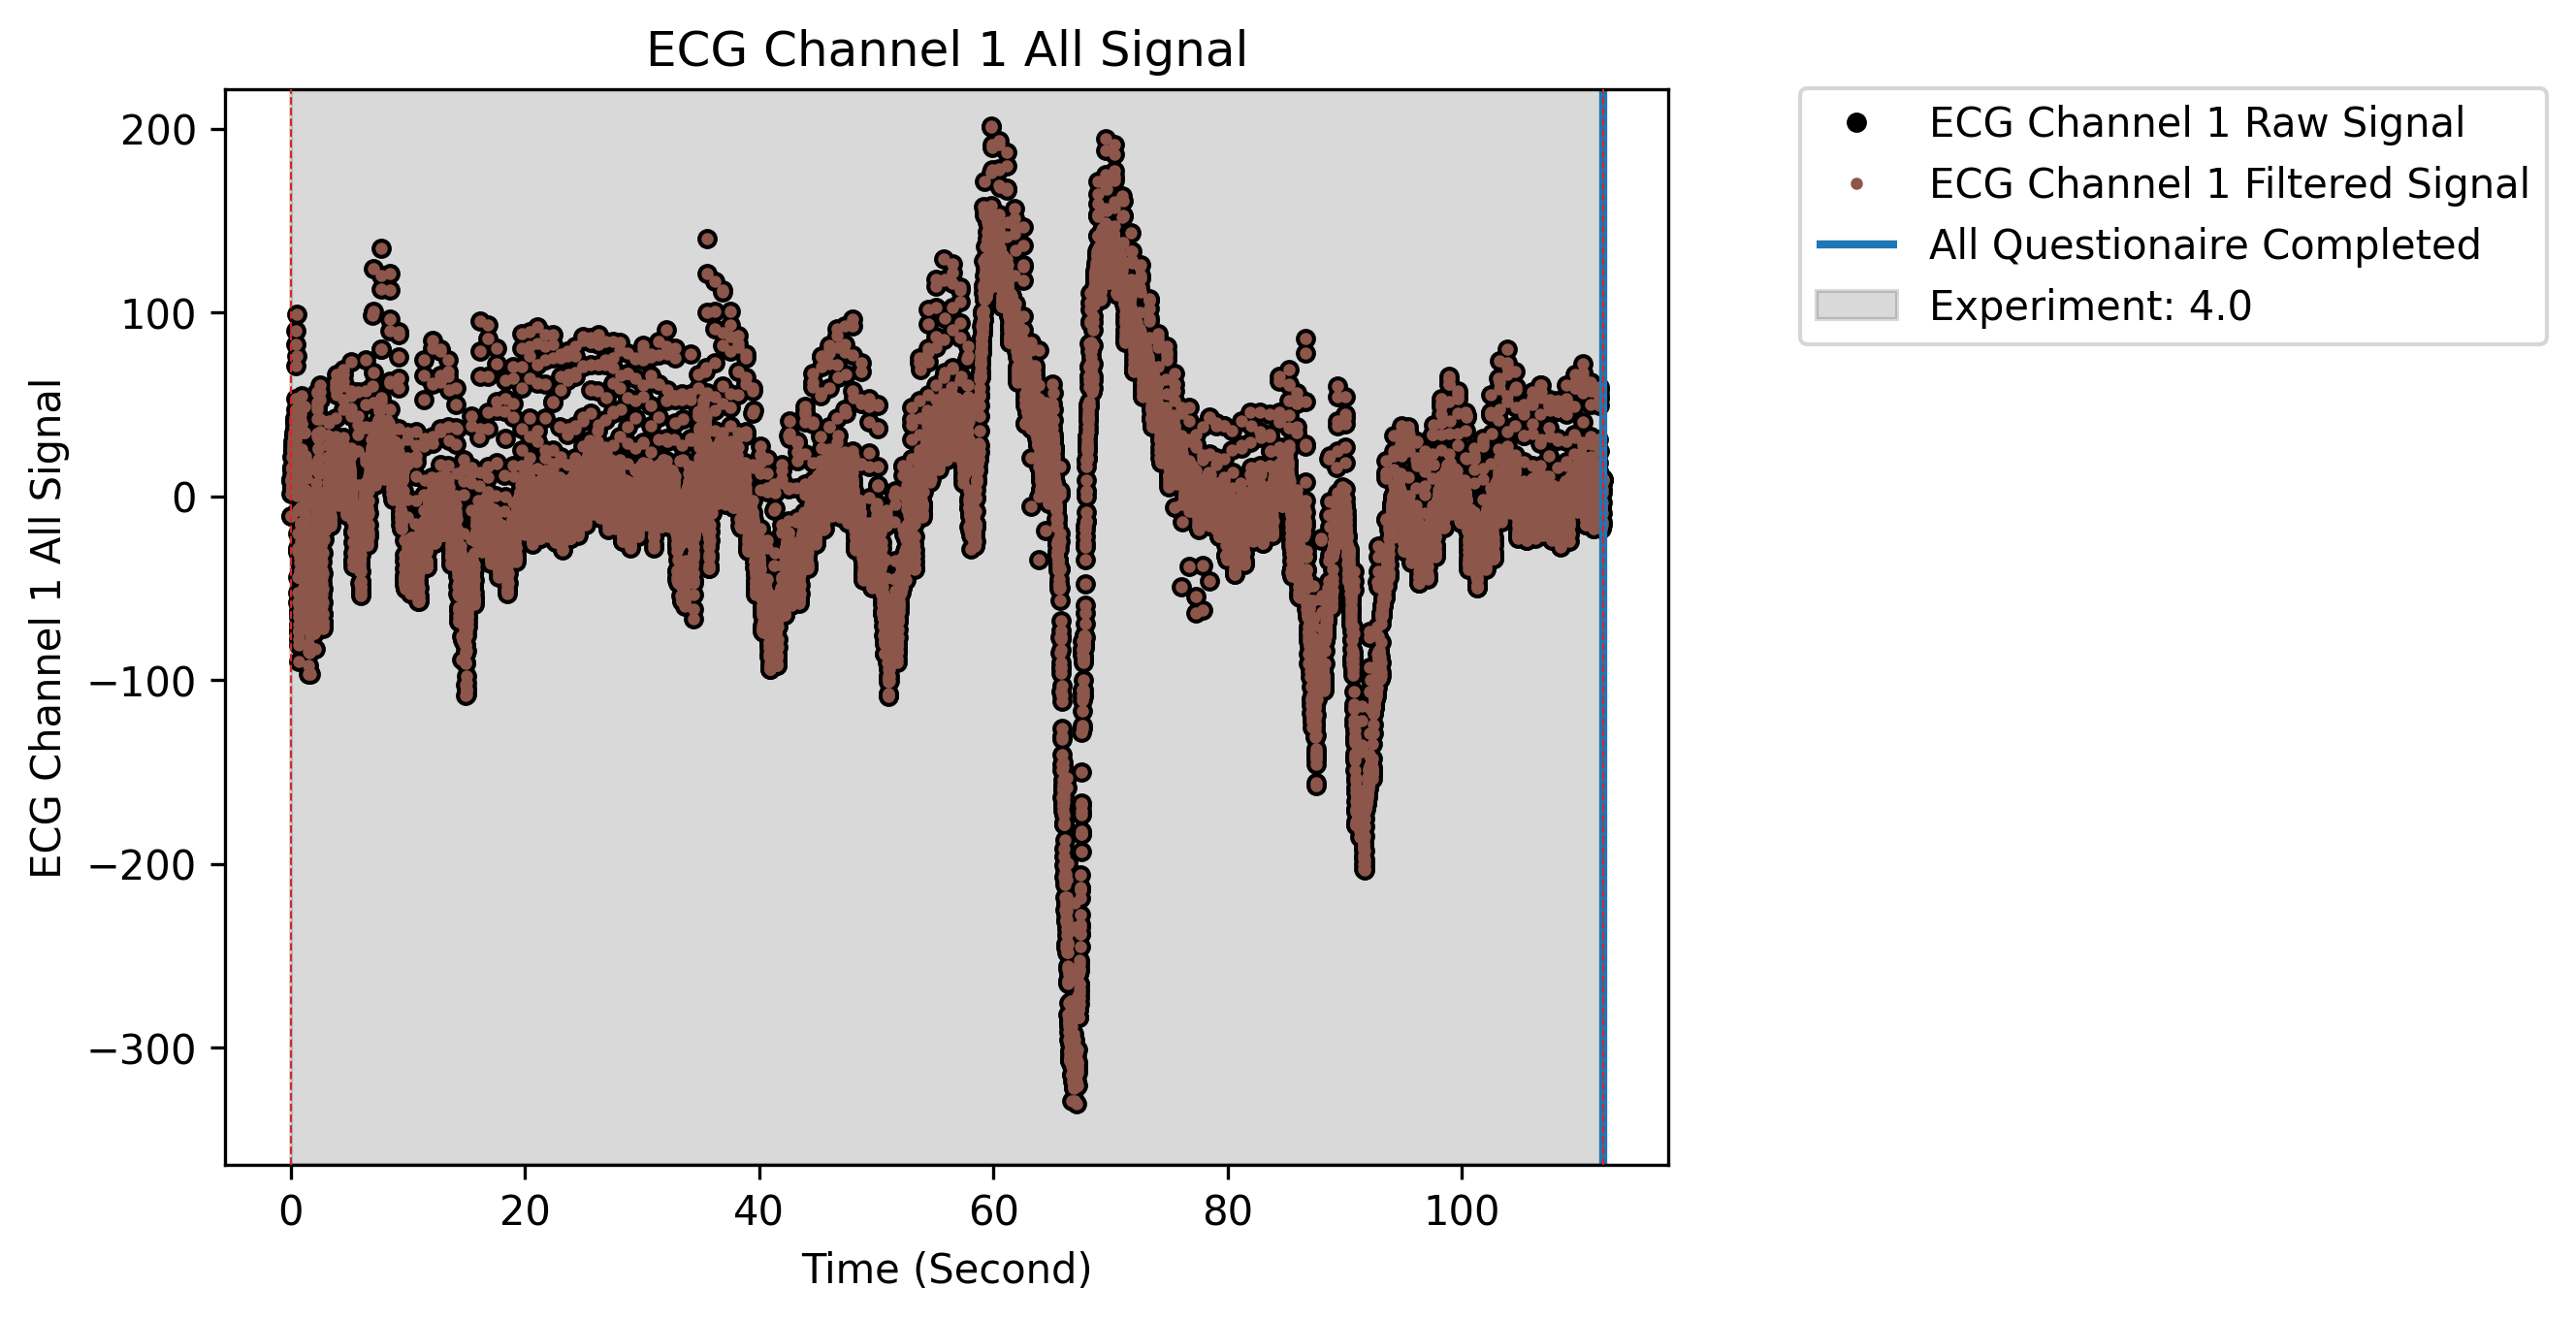 ECG Channel 1 All Signal
ECG Channel 1 Raw Signal
ECG Channel 1 Filtered Signal
All Questionaire Completed
Experiment: 4.0
ECG Channel 1 All Signal
200
100
0
−100
−200
−300
0 20 40 60 80 100
Time (Second)